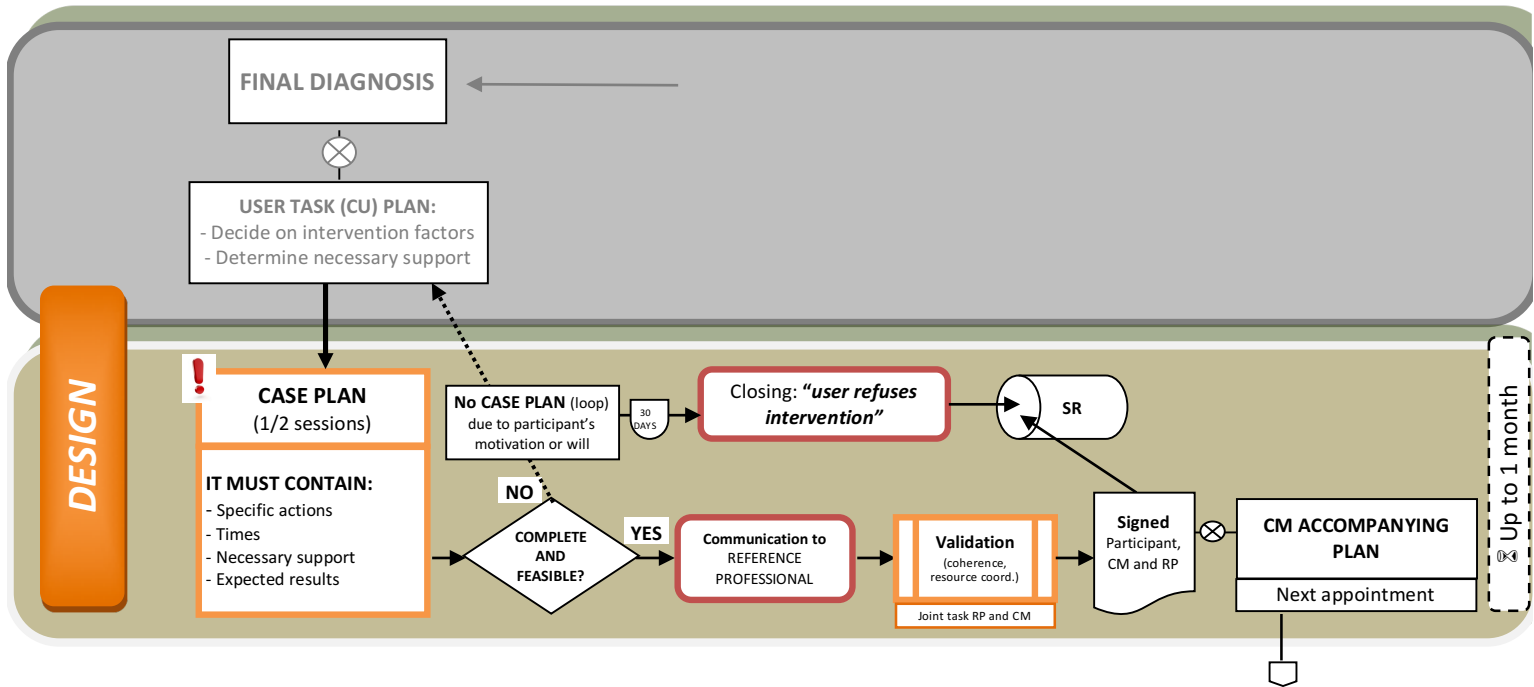 FINAL DIAGNOSIS
USER TASK (CU) PLAN:
- Decide on intervention factors
- Determine necessary support
DESIGN
CASE PLAN
(1/2 sessions)
IT MUST CONTAIN:
- Specific actions
- Times
- Necessary support
- Expected results
No CASE PLAN (loop)
due to participant's
motivation or will
30
DAYS
Closing: "user refuses
intervention"
SR
NO
COMPLETE
AND
FEASIBLE?
YES
Communication to
REFERENCE
PROFESSIONAL
Validation
(coherence,
resource coord.)
Joint task RP and CM
Signed
Participant,
CM and RP
CM ACCOMPANYING
PLAN
Next appointment
Up to 1 month